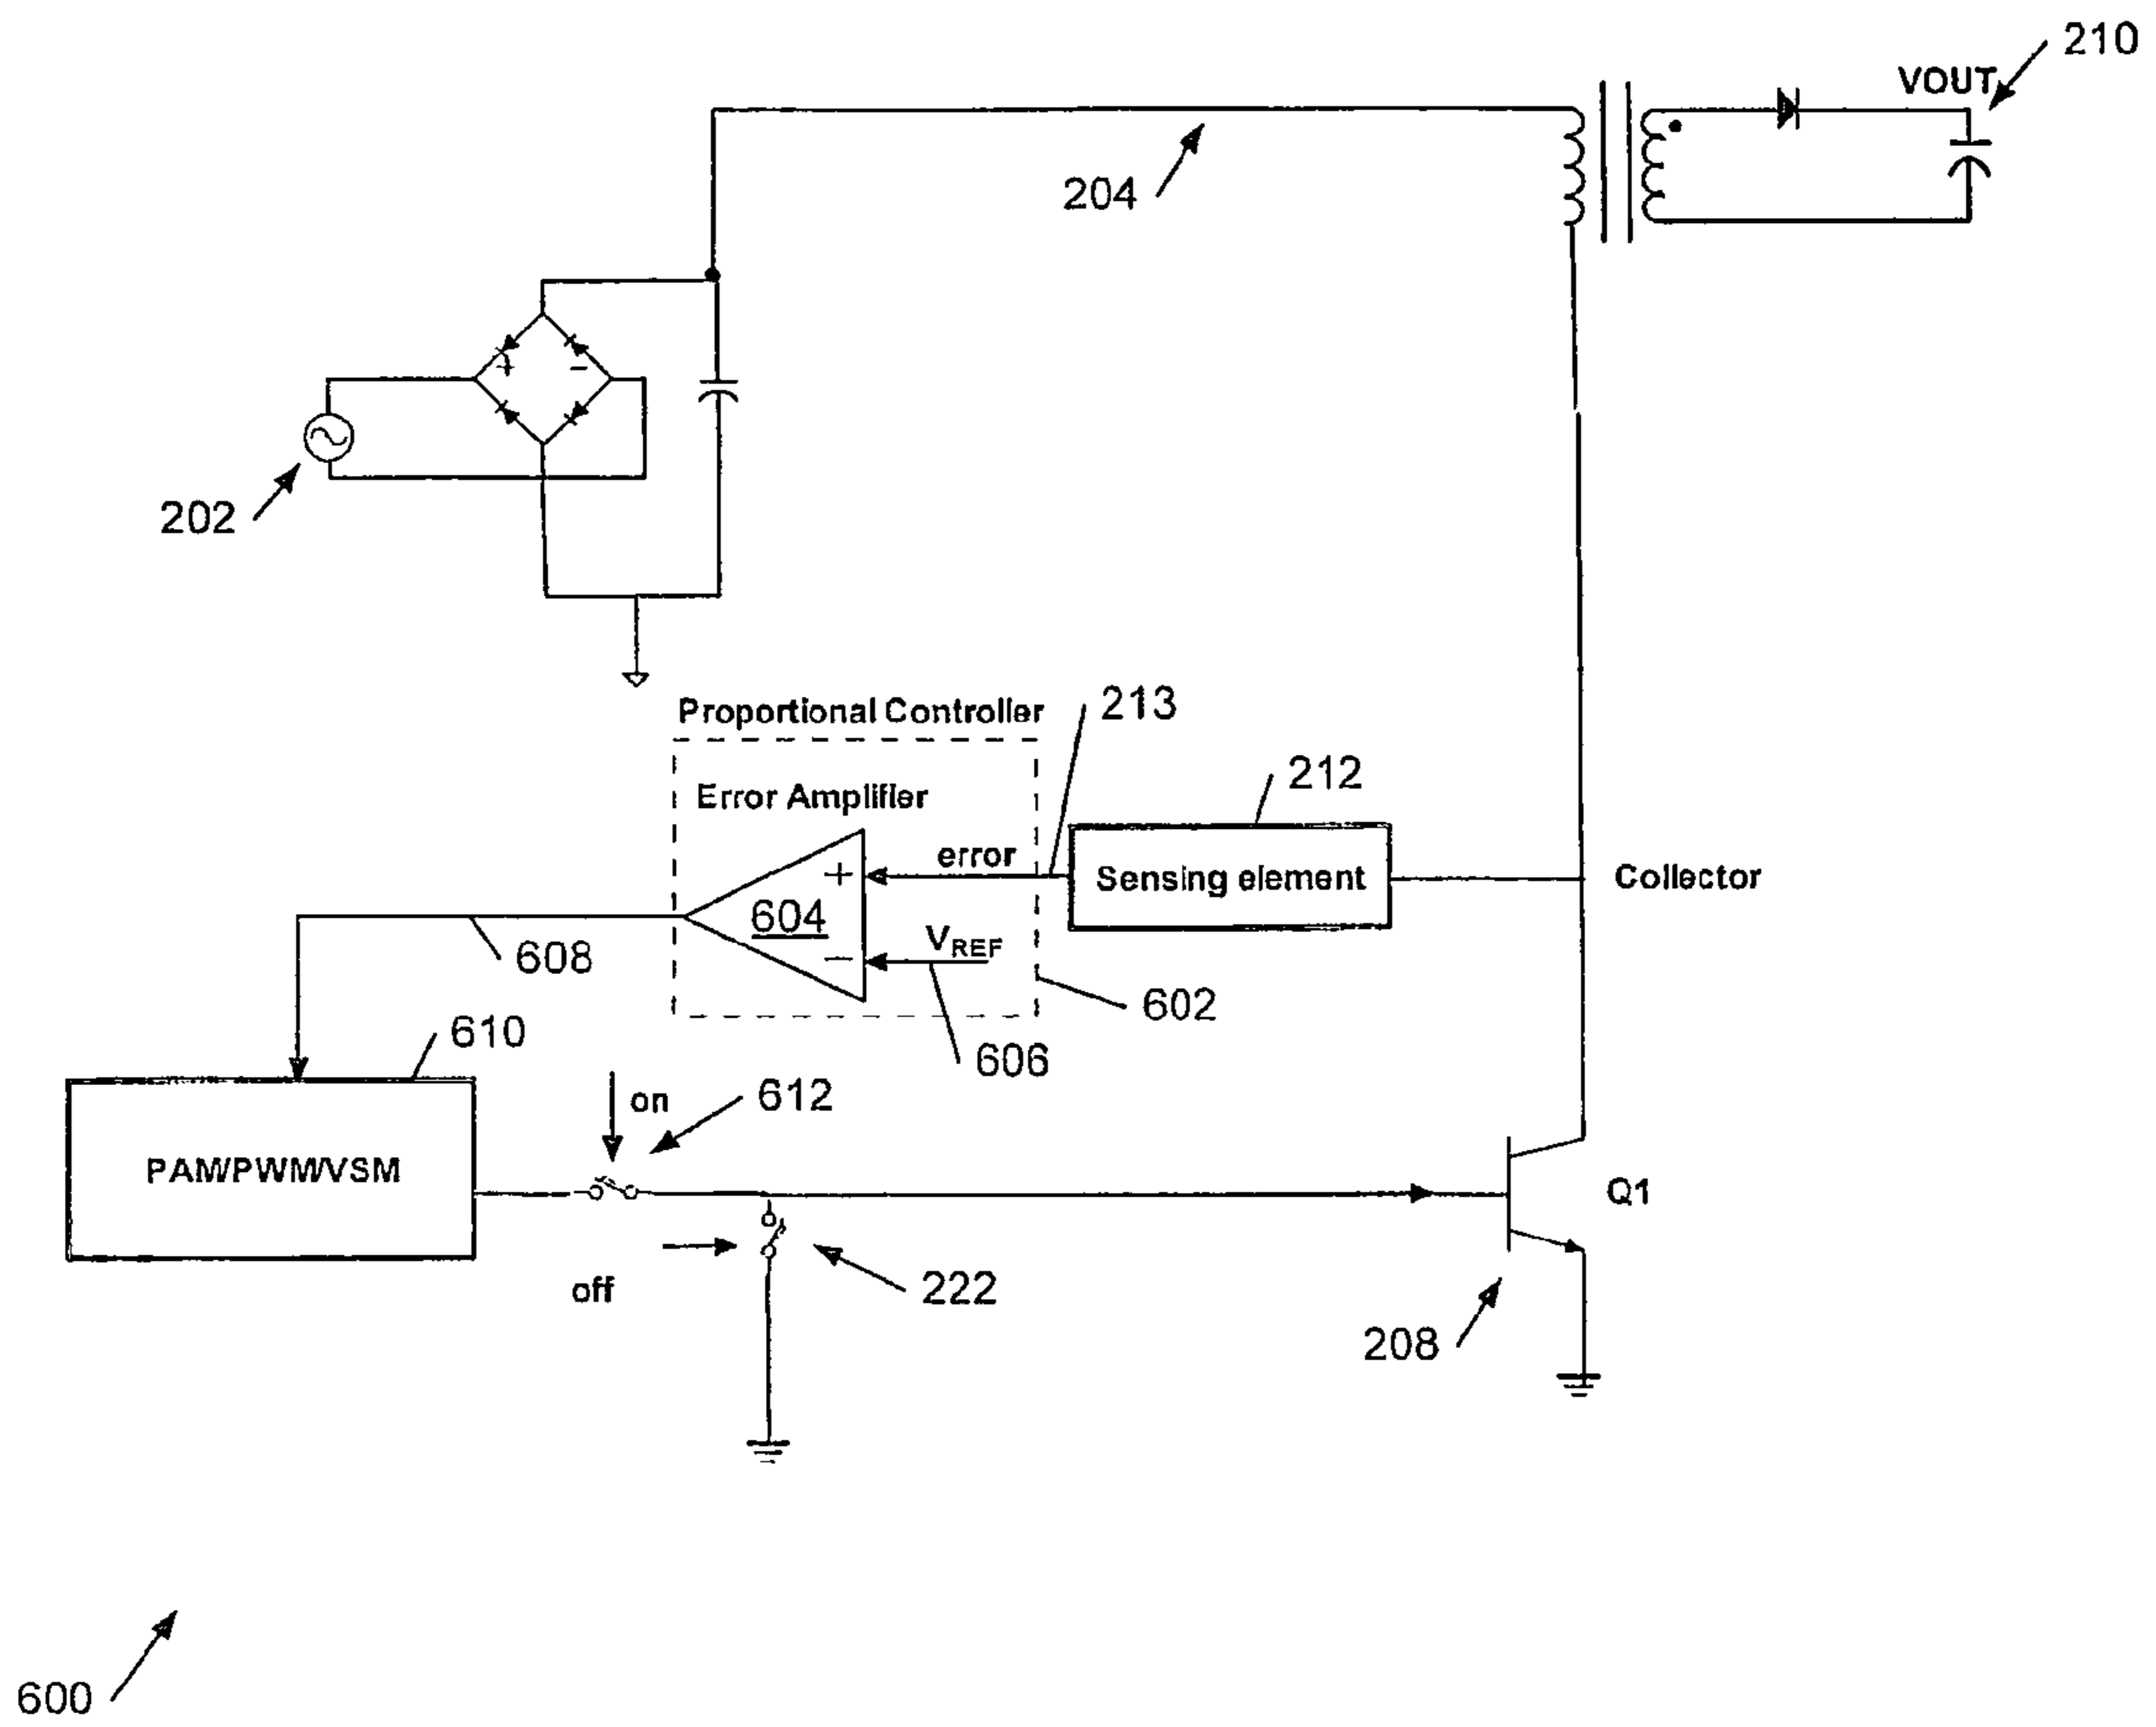 210
VOUT
204
202
Proportional Controller
213
Error Amplifier
212
error
+
Sensing element
Collector
604
VREF
−
608
602
606
610
on
612
PAM/PWM/VSM
Q1
off
222
208
600